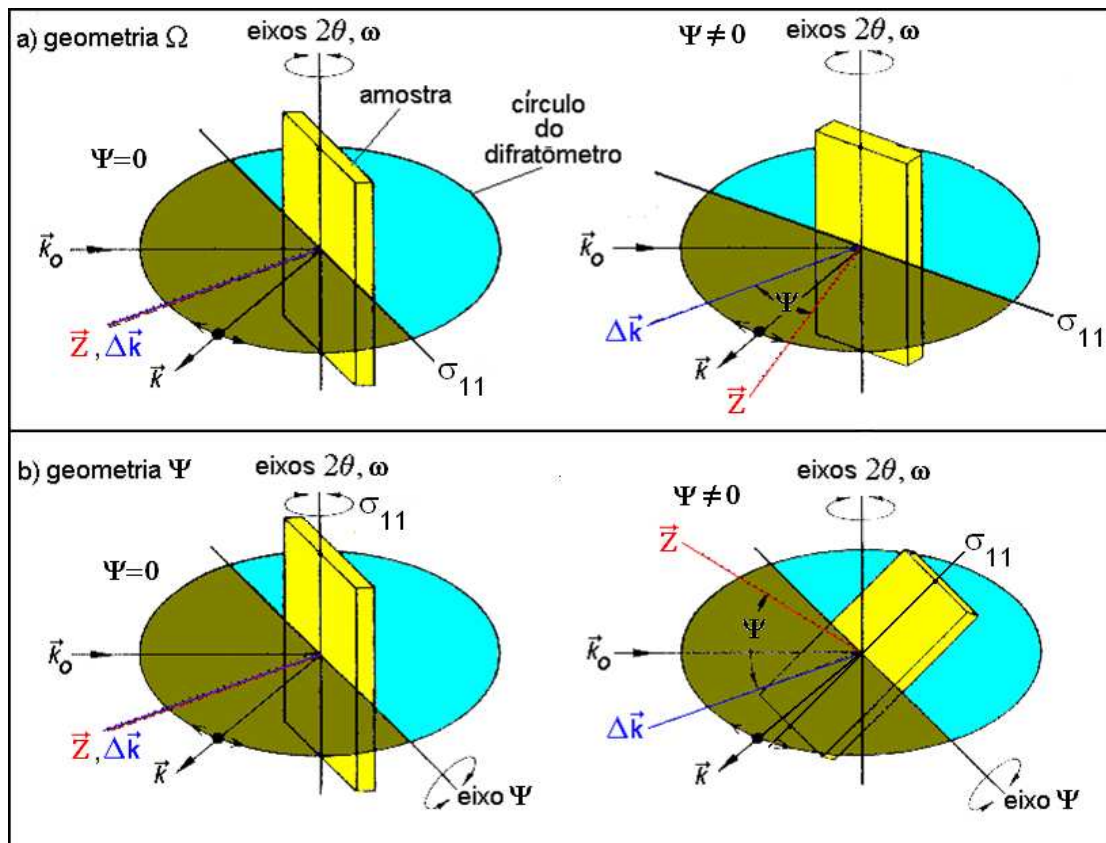 a) geometria Ω
eixos 2θ, ω
amostra
círculo
do
difratômetro
Ψ=0
k⃗o
Z⃗, Δk⃗
k⃗
σ11
Ψ ≠ 0
eixos 2θ, ω
k⃗o
Δk⃗
Ψ
k⃗
Z⃗
σ11
b) geometria Ψ
eixos 2θ, ω
σ11
Ψ=0
k⃗o
Z⃗, Δk⃗
k⃗
eixo Ψ
eixos 2θ, ω
Ψ ≠ 0
Z⃗
σ11
Ψ
k⃗o
Δk⃗
k⃗
eixo Ψ